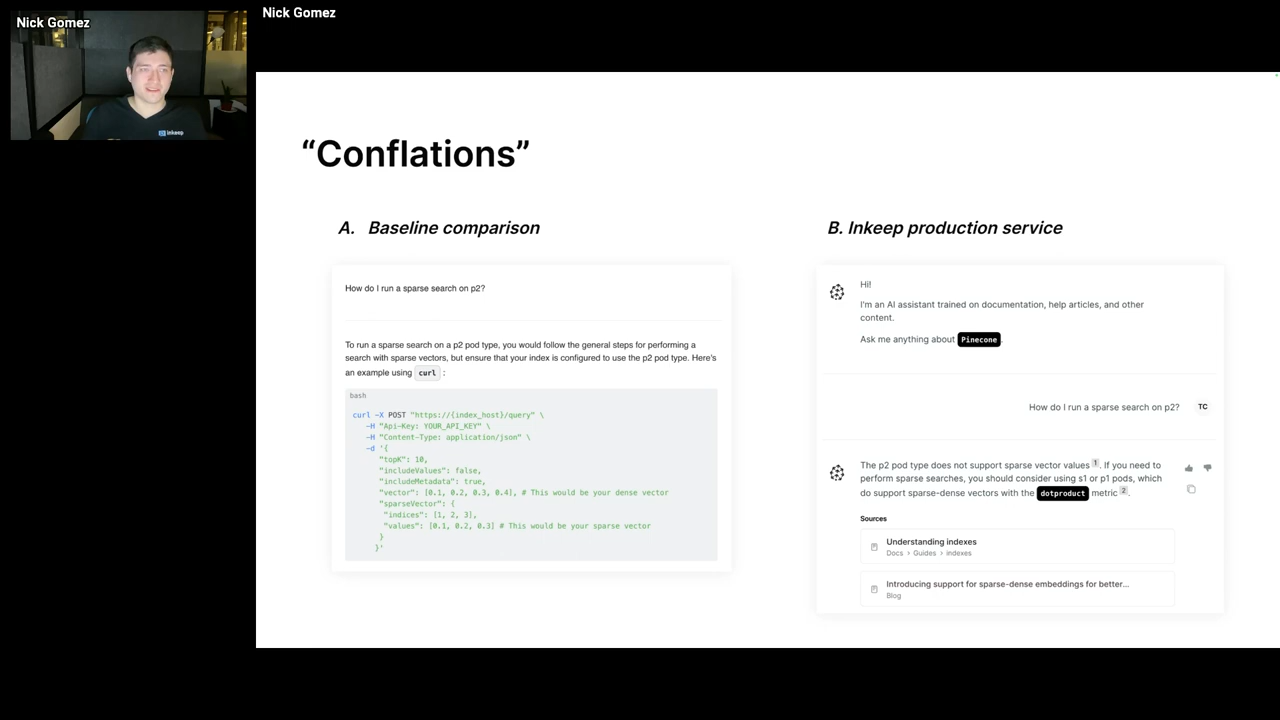 Nick Gomez
inkeep
Nick Gomez
“Conflations”
A. Baseline comparison
How do I run a sparse search on p2?
To run a sparse search on a p2 pod type, you would follow the general steps for performing a
search with sparse vectors, but ensure that your index is configured to use the p2 pod type. Here's
an example using curl :
bash
curl -X POST "https://{index_host}/query" \
-H "Api-Key: YOUR_API_KEY" \
-H "Content-Type: application/json" \
-d '{
"topK": 10,
"includeValues": false,
"includeMetadata": true,
"vector": [0.1, 0.2, 0.3, 0.4], # This would be your dense vector
"sparseVector": {
"indices": [1, 2, 3],
"values": [0.1, 0.2, 0.3] # This would be your sparse vector
}
}'
B. Inkeep production service
Hi!
I'm an AI assistant trained on documentation, help articles, and other
content.
Ask me anything about Pinecone.
How do I run a sparse search on p2? TC
The p2 pod type does not support sparse vector values 1. If you need to
perform sparse searches, you should consider using s1 or p1 pods, which
do support sparse-dense vectors with the dotproduct metric 2.
Sources
Understanding indexes
Docs > Guides > indexes
Introducing support for sparse-dense embeddings for better...
Blog